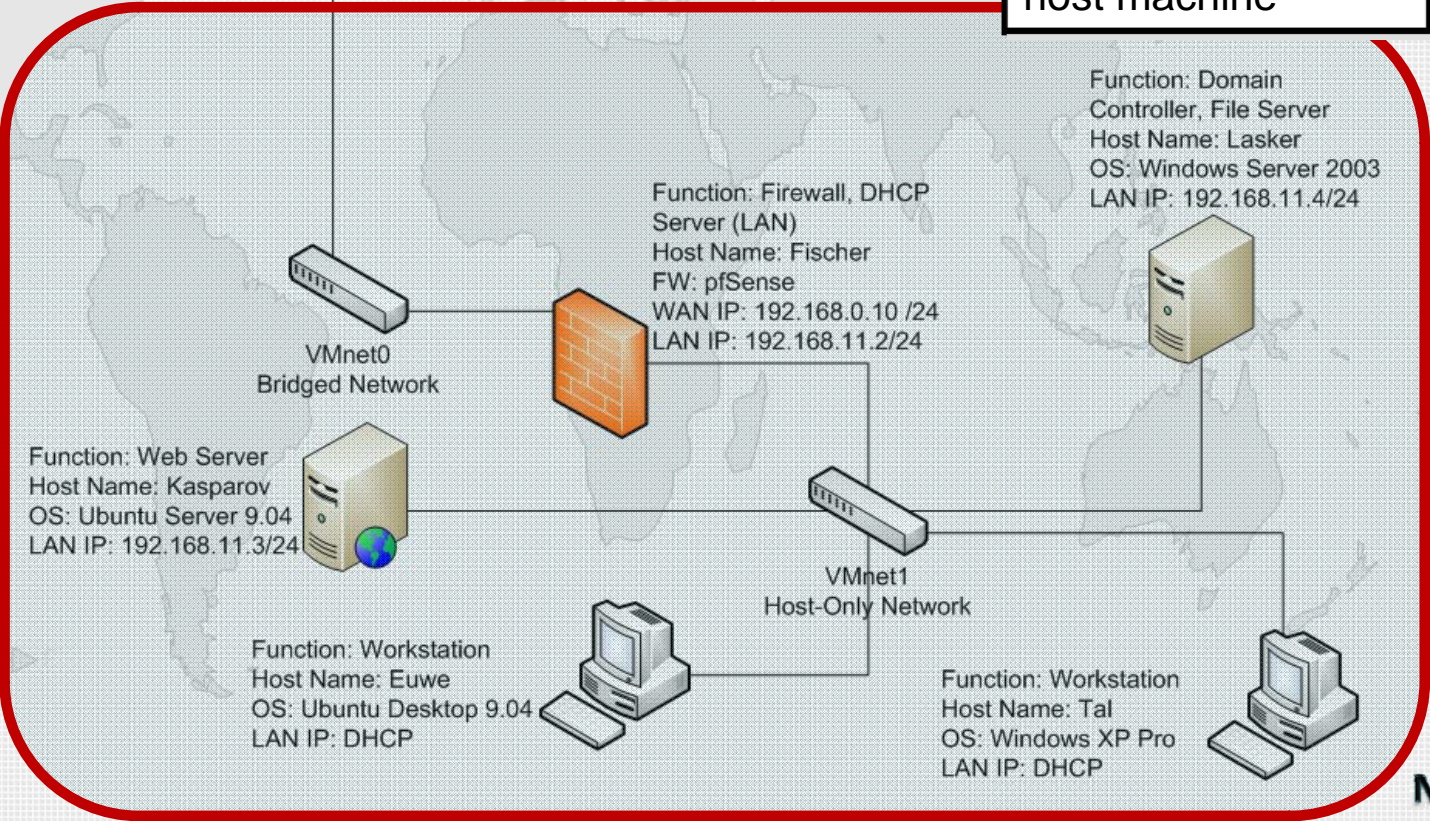 host machine
Function: Domain
Controller, File Server
Host Name: Lasker
OS: Windows Server 2003
LAN IP: 192.168.11.4/24
Function: Firewall, DHCP
Server (LAN)
Host Name: Fischer
FW: pfSense
WAN IP: 192.168.0.10 /24
LAN IP: 192.168.11.2/24
VMnet0
Bridged Network
Function: Web Server
Host Name: Kasparov
OS: Ubuntu Server 9.04
LAN IP: 192.168.11.3/24
VMnet1
Host-Only Network
Function: Workstation
Host Name: Euwe
OS: Ubuntu Desktop 9.04
LAN IP: DHCP
Function: Workstation
Host Name: Tal
OS: Windows XP Pro
LAN IP: DHCP